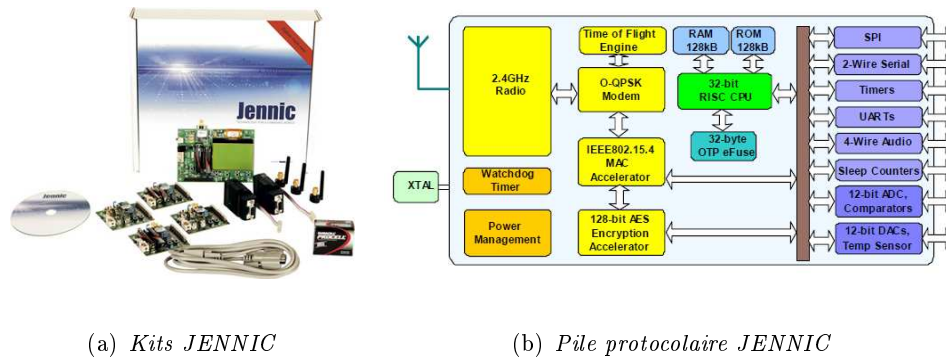 Jennic
Jennic
PROCELL
2.4GHz
Radio
Time of Flight
Engine
O-QPSK
Modem
IEEE802.15.4
MAC
Accelerator
128-bit AES
Encryption
Accelerator
XTAL
Watchdog
Timer
Power
Management
RAM
128kB
ROM
128kB
32-bit
RISC CPU
32-byte
OTP eFuse
SPI
2-Wire Serial
Timers
UARTs
4-Wire Audio
Sleep Counters
12-bit ADC,
Comparators
12-bit DACs,
Temp Sensor
(a) Kits JENNIC
(b) Pile protocolaire JENNIC